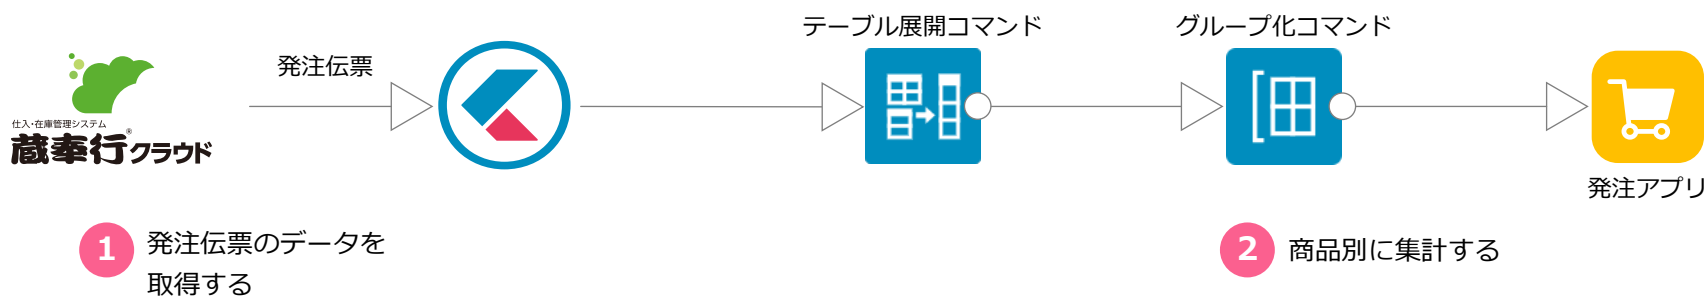 テーブル展開コマンド
グループ化コマンド
発注伝票
仕入・在庫管理システム
蔵奉行®クラウド
発注アプリ
1 発注伝票のデータを
取得する
2 商品別に集計する